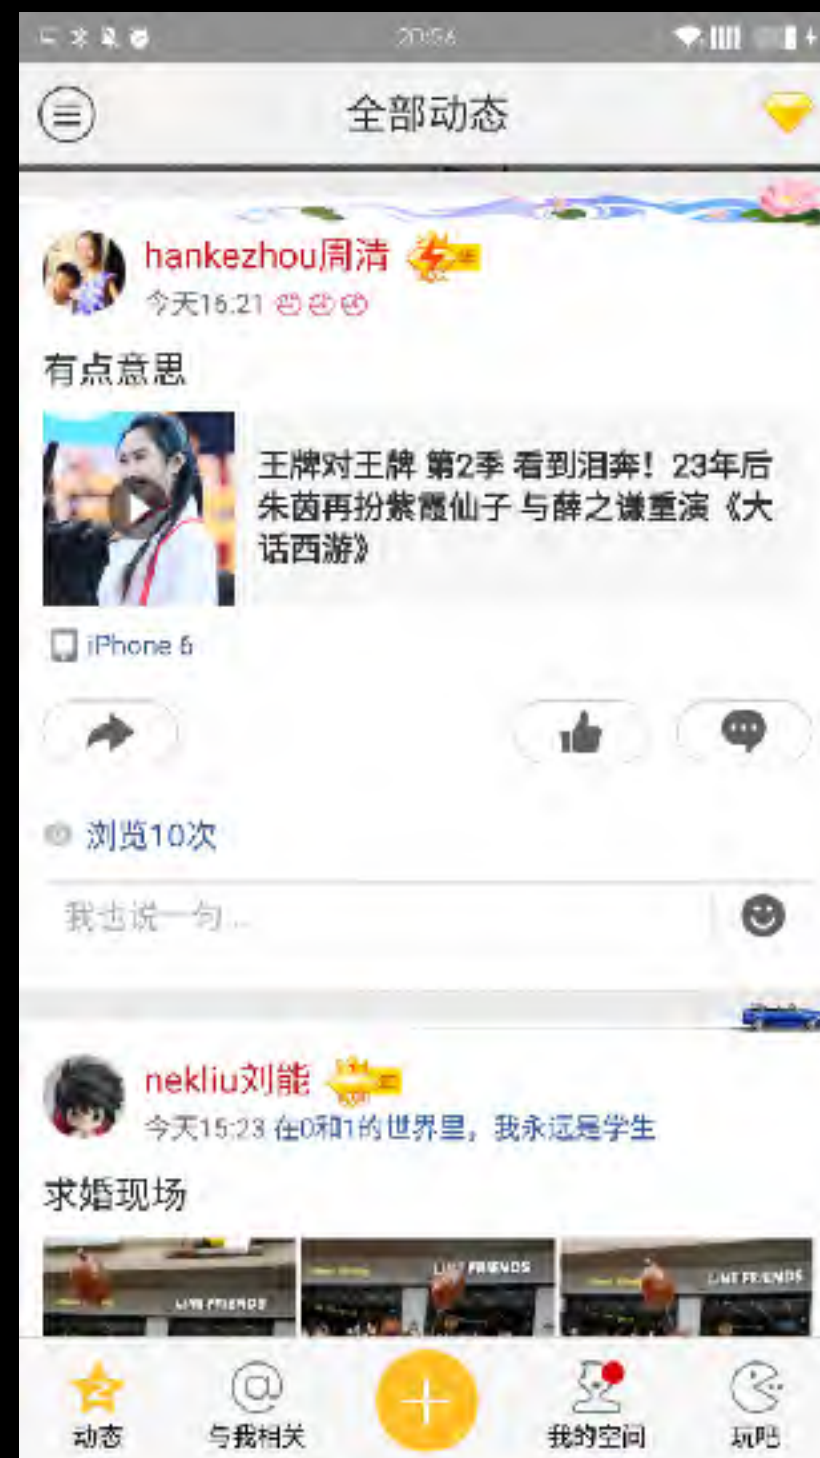 20:56
全部动态
hankezhou周清
今天16:21
有点意思
王牌对王牌 第2季 看到泪奔！23年后
朱茵再扮紫霞仙子 与薛之谦重演《大
话西游》
iPhone 6
浏览10次
我也说一句...
nekliu刘能
今天15:23 在0和1的世界里，我永远是学生
求婚现场
LINE FRIENDS
LINE FRIENDS
LINE FRIENDS
动态
与我相关
我的空间
玩吧